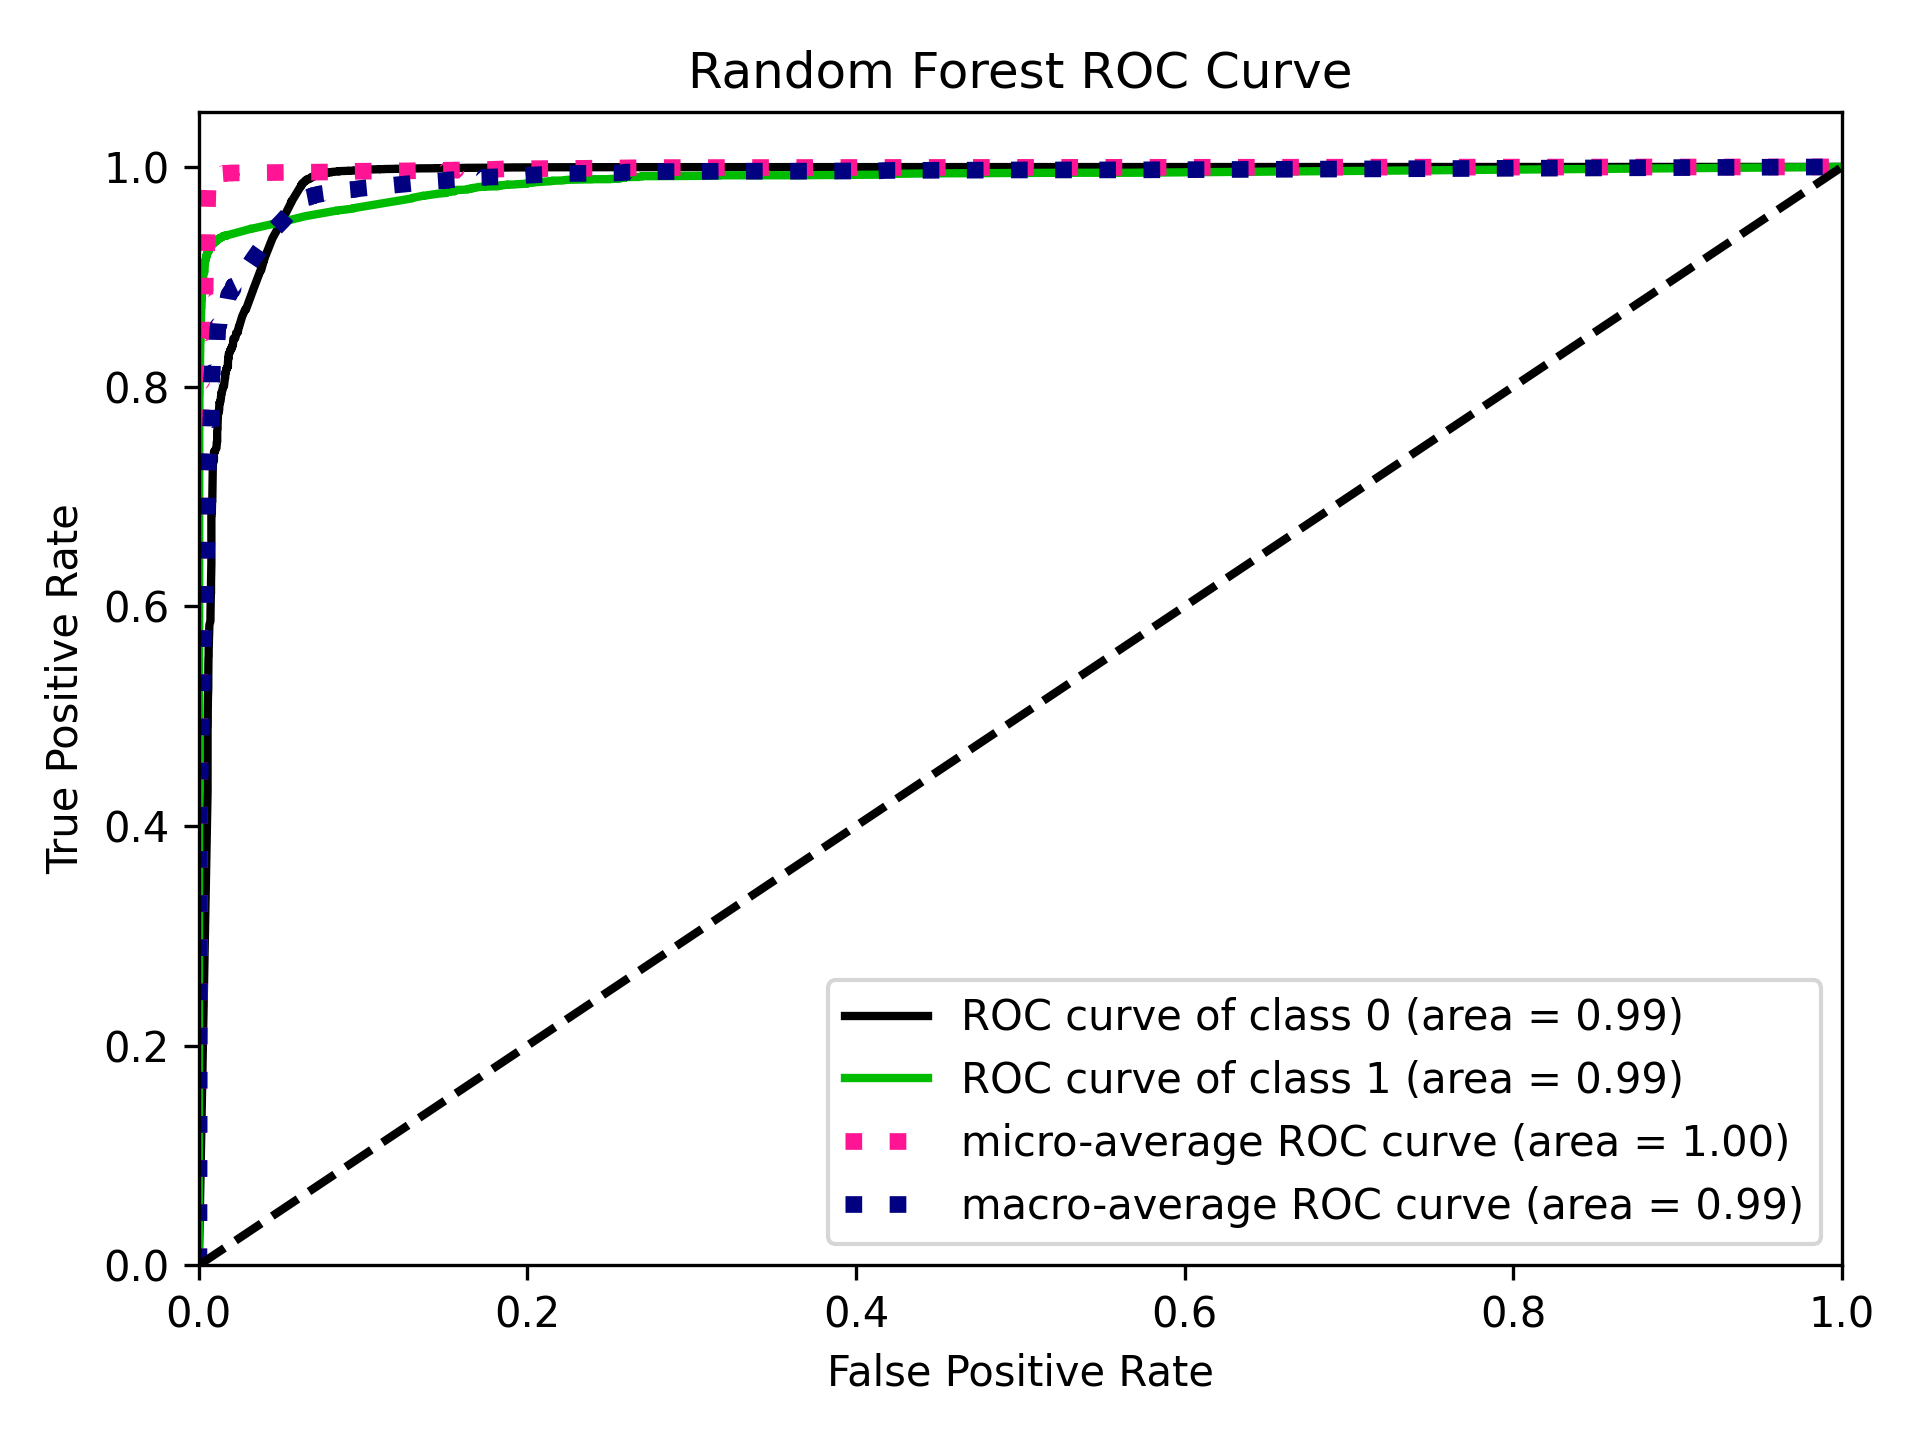 Random Forest ROC Curve
1.0
0.8
0.6
0.4
0.2
0.0
True Positive Rate
ROC curve of class 0 (area = 0.99)
ROC curve of class 1 (area = 0.99)
micro-average ROC curve (area = 1.00)
macro-average ROC curve (area = 0.99)
0.0 0.2 0.4 0.6 0.8 1.0
False Positive Rate